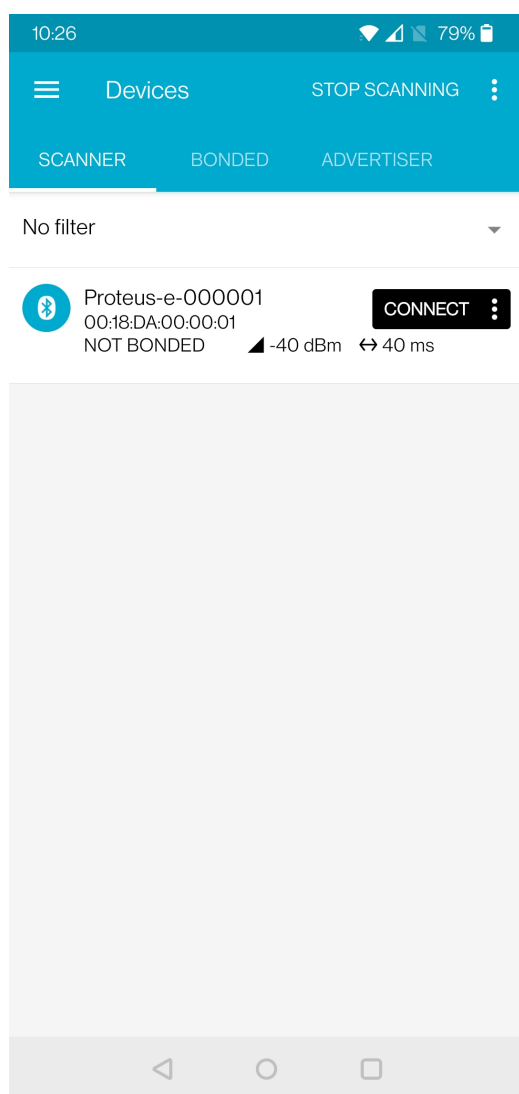 10:26 79%
Devices STOP SCANNING
SCANNER BONDED ADVERTISER
No filter
Proteus-e-000001
CONNECT
00:18:DA:00:00:01
NOT BONDED -40 dBm 40 ms